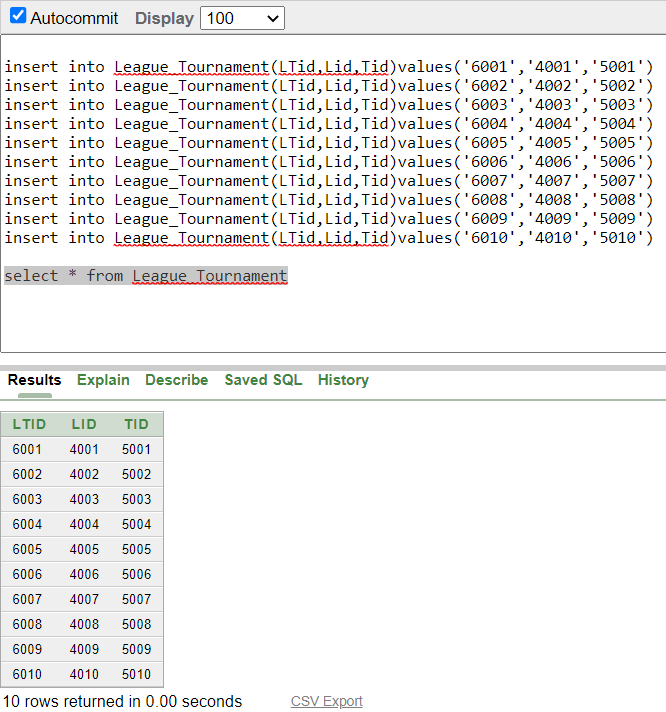 Autocommit Display 100
insert into League_Tournament(LTid,Lid,Tid)values('6001','4001','5001')
insert into League_Tournament(LTid,Lid,Tid)values('6002','4002','5002')
insert into League_Tournament(LTid,Lid,Tid)values('6003','4003','5003')
insert into League_Tournament(LTid,Lid,Tid)values('6004','4004','5004')
insert into League_Tournament(LTid,Lid,Tid)values('6005','4005','5005')
insert into League_Tournament(LTid,Lid,Tid)values('6006','4006','5006')
insert into League_Tournament(LTid,Lid,Tid)values('6007','4007','5007')
insert into League_Tournament(LTid,Lid,Tid)values('6008','4008','5008')
insert into League_Tournament(LTid,Lid,Tid)values('6009','4009','5009')
insert into League_Tournament(LTid,Lid,Tid)values('6010','4010','5010')
select * from League_Tournament
Results Explain Describe Saved SQL History
LTID LID TID
6001 4001 5001
6002 4002 5002
6003 4003 5003
6004 4004 5004
6005 4005 5005
6006 4006 5006
6007 4007 5007
6008 4008 5008
6009 4009 5009
6010 4010 5010
10 rows returned in 0.00 seconds CSV Export